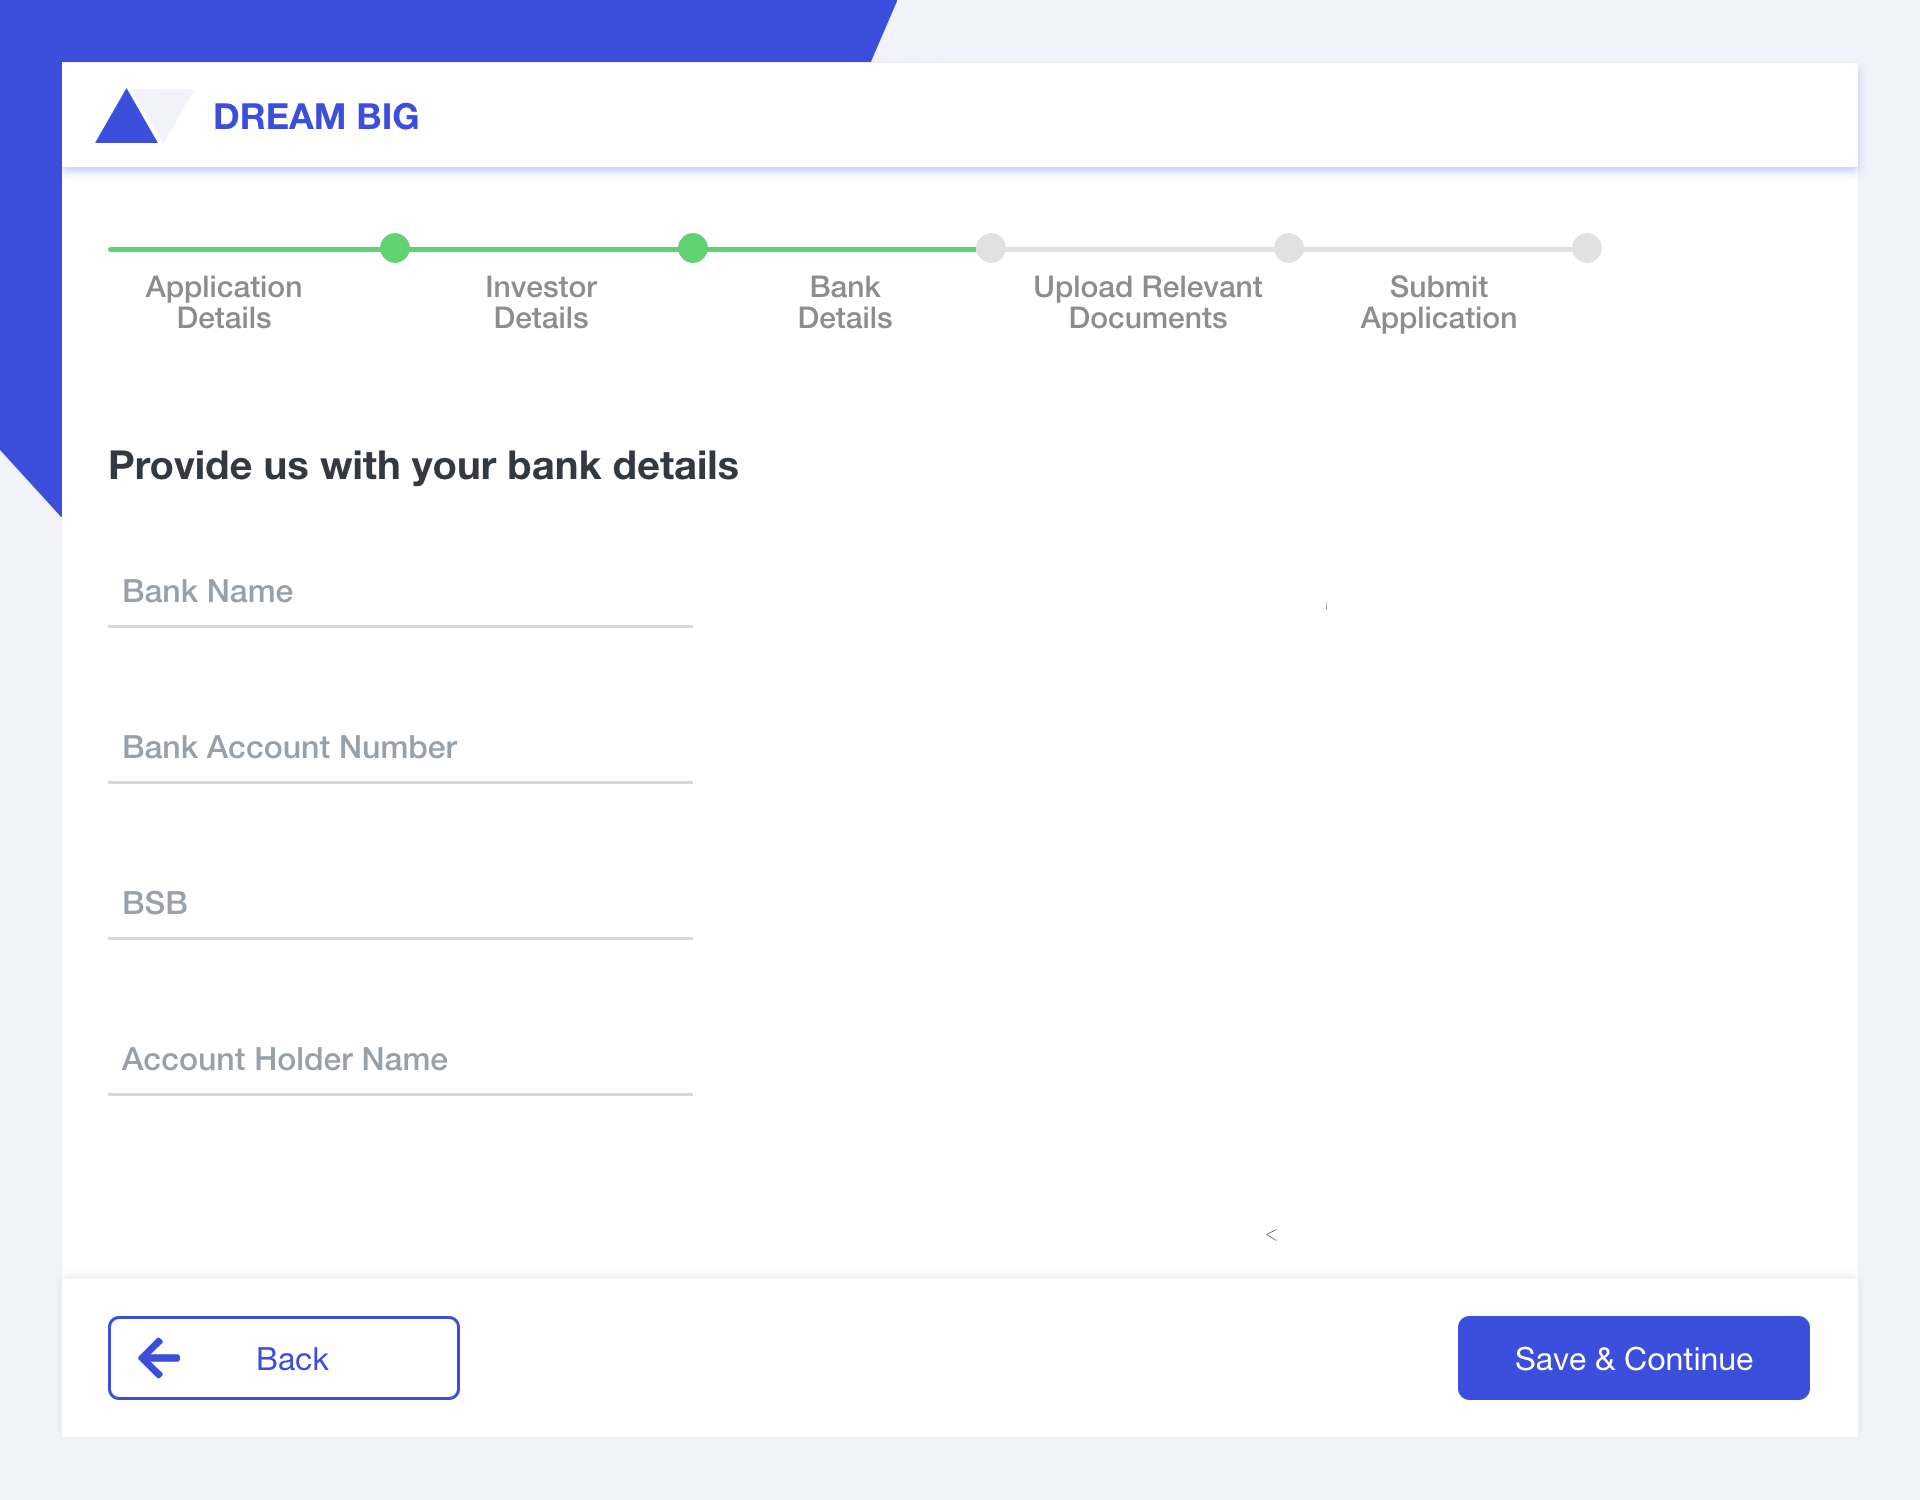 DREAM BIG
Application
Details
Investor
Details
Bank
Details
Upload Relevant
Documents
Submit
Application
Provide us with your bank details
Bank Name
Bank Account Number
BSB
Account Holder Name
<
Back
Save & Continue